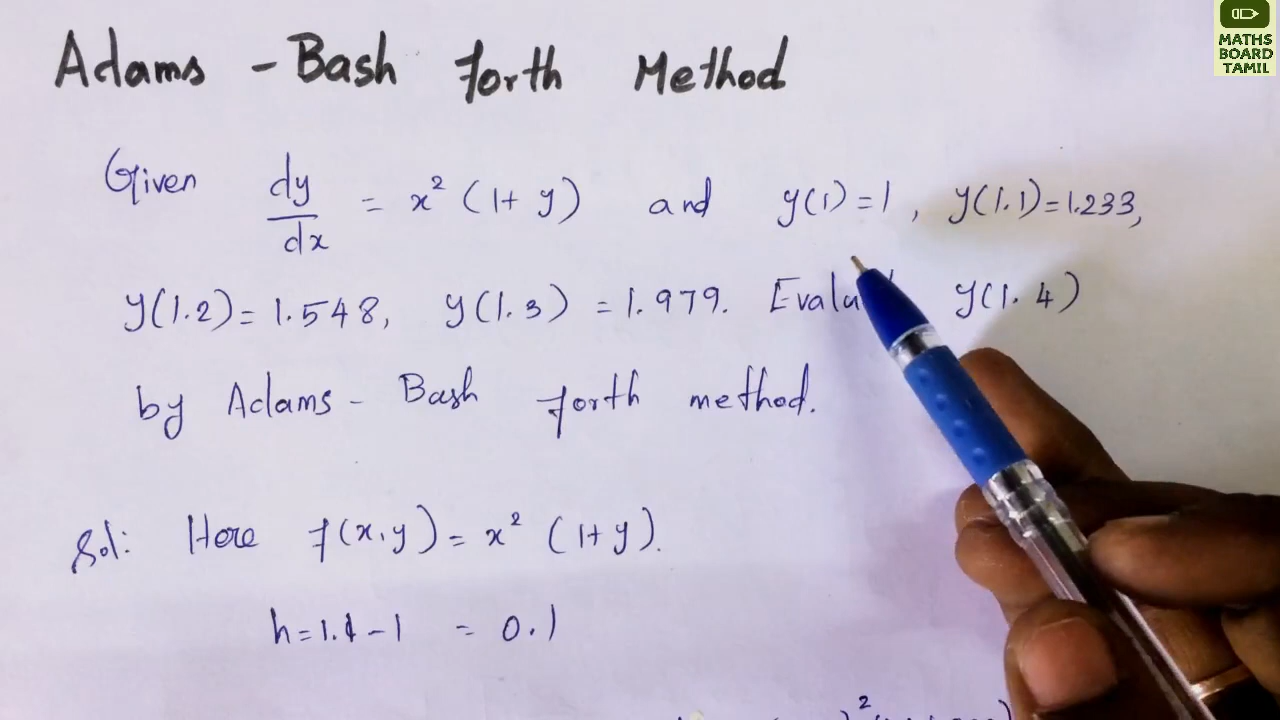 Adams - Bash forth Method
MATHS
BOARD
TAMIL
Given dy/dx = x² (1+ y) and y(1)=1, y(1.1)=1.233,
y(1.2)=1.548, y(1.3)=1.979. y(1.4)
by Adams - Bash forth method.
Sol: Here f(x,y)= x² (1+y).
h=1.1-1 = 0.1